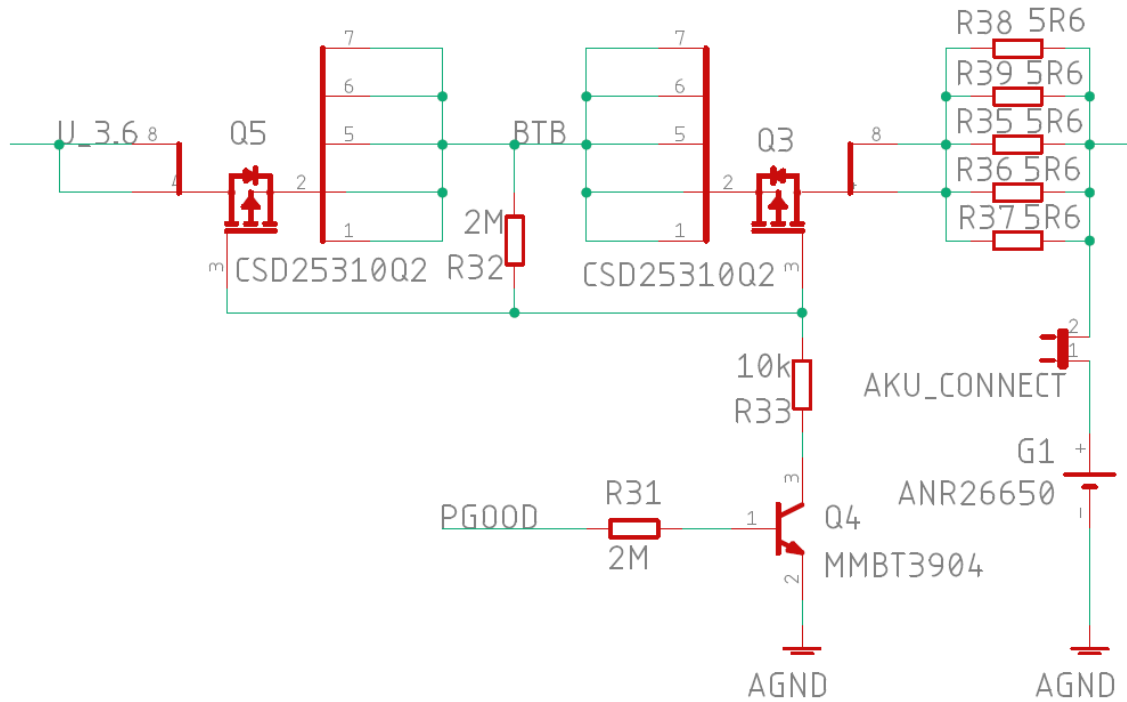 R38 5R6
R39 5R6
R35 5R6
R36 5R6
R37 5R6
7
6
5
2
1
U_3.6
8
4
Q5
3
CSD25310Q2
BTB
2M
R32
7
6
5
2
1
Q3
8
3
CSD25310Q2
10k
R33
2
1
AKU_CONNECT
G1
+
ANR26650
-
PGOOD
R31
2M
1
3
Q4
MMBT3904
2
AGND
AGND